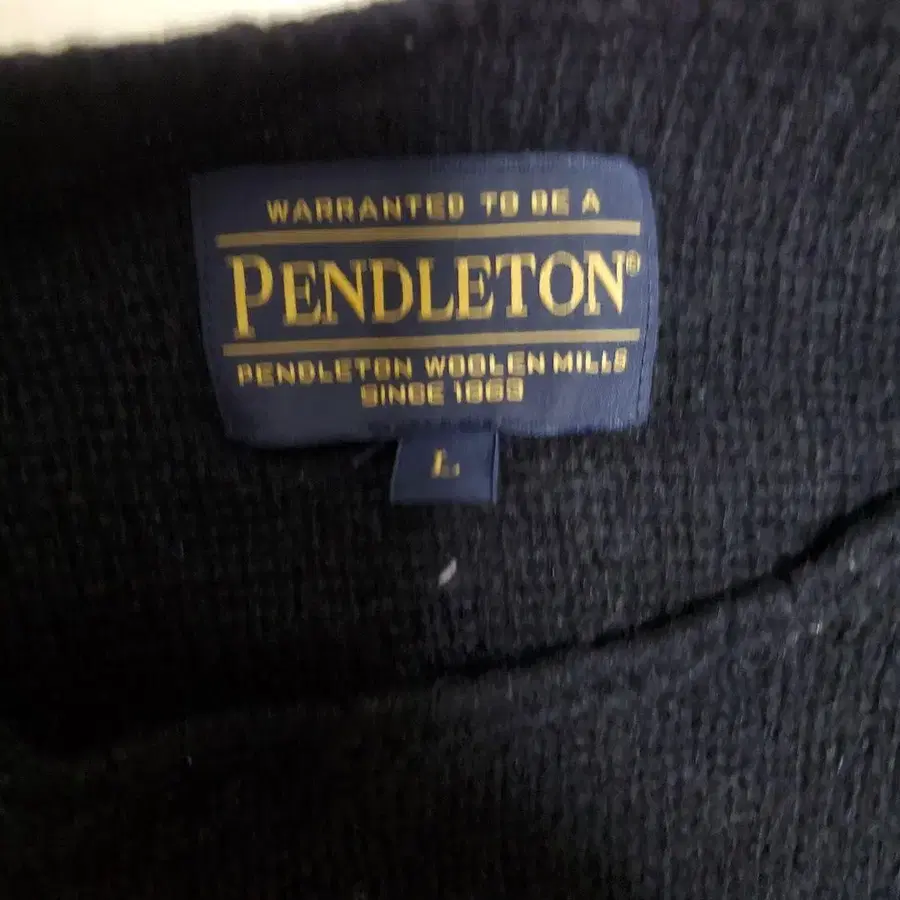 WARRANTED TO BE A
PENDLETON®
PENDLETON WOOLEN MILLS
SINCE 1863
L